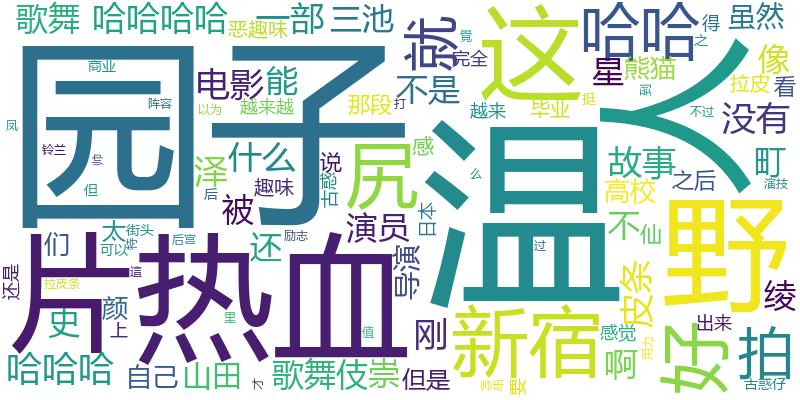 歌舞
哈哈哈哈
恶趣味
一部
三池
就
这
哈哈
人
得
之
虽然
园子
商业
阵容
凤
铃兰
但
电影
能
越来越
以为
不是
那段
打
完全
越来
毕业
星
熊猫
挺
拉皮
像
看
没有
不过
演技
泽
什么
后
趣味
说
古惑
尻
感
温
么
故事
高校
之后
町
被
演员
日本
导演
不
仙
野
太
街头
可以
们
还
后宫
励志
片
热血
還是
拉皮条
這
史
颜
上
里
值
刚
过
新宿
感觉
啊
皮条
用力
好
出来
拍
绫
古惑仔
哈哈哈
自己
山田
才
歌舞伎
崇
但是
要